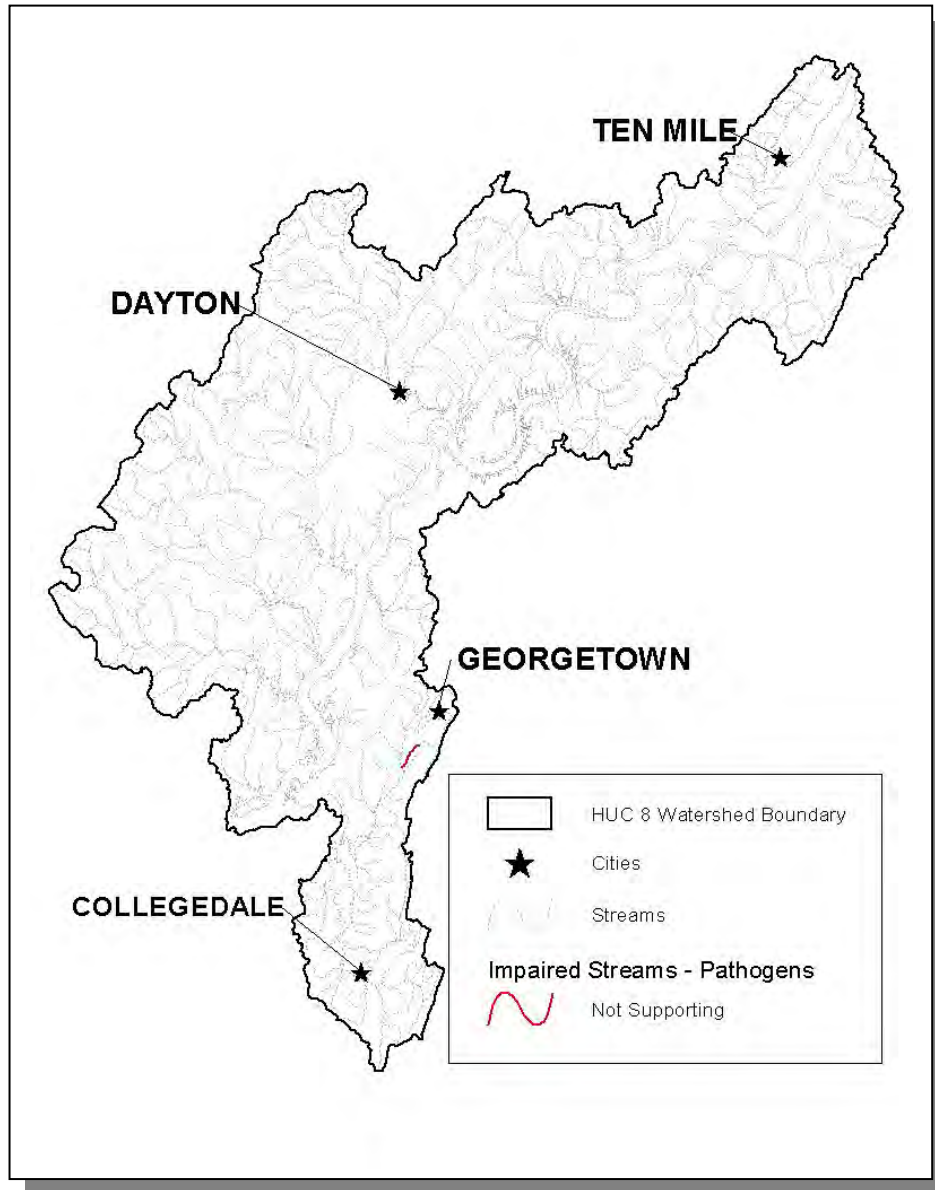 TEN MILE
DAYTON
GEORGETOWN
COLLEGEDALE
HUC 8 Watershed Boundary
Cities
Streams
Impaired Streams - Pathogens
Not Supporting